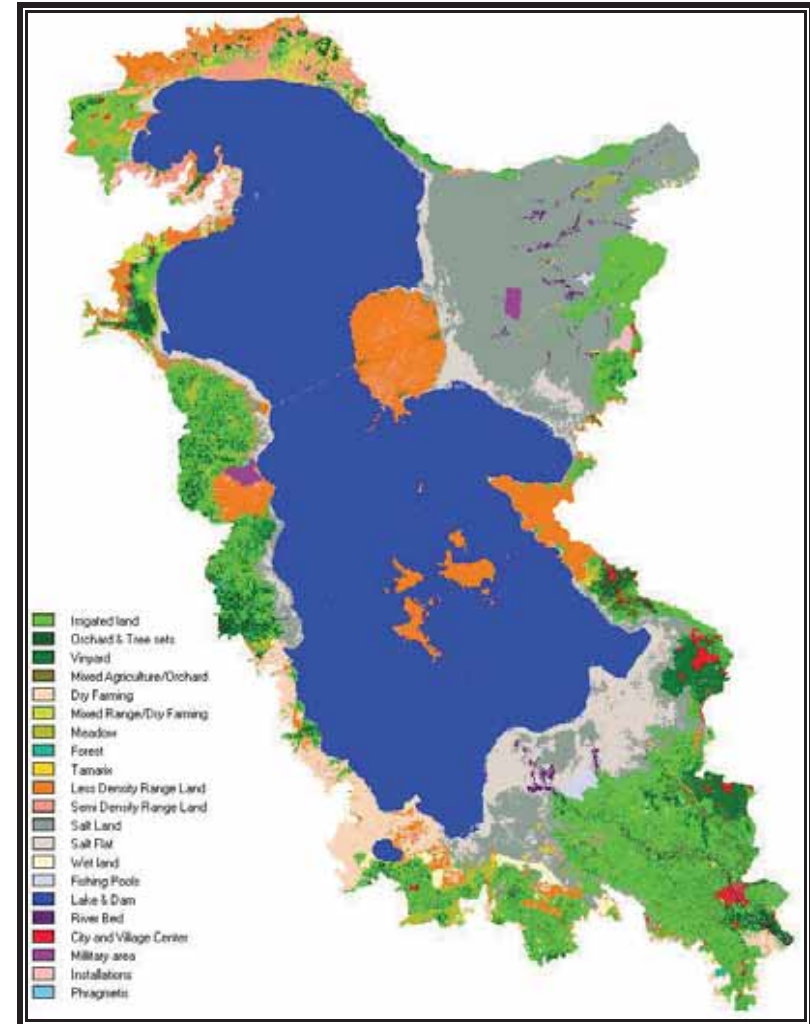 Irrigated land
Orchard & Tree sets
Vinyard
Mixed Agriculture/Orchard
Dry Farming
Mixed Range/Dry Farming
Meadow
Forest
Tamarix
Less Density Range Land
Semi Density Range Land
Salt Land
Salt Flat
Wet land
Fishing Pools
Lake & Dam
River Bed
City and Village Center
Millitary area
Installations
Phragmetis